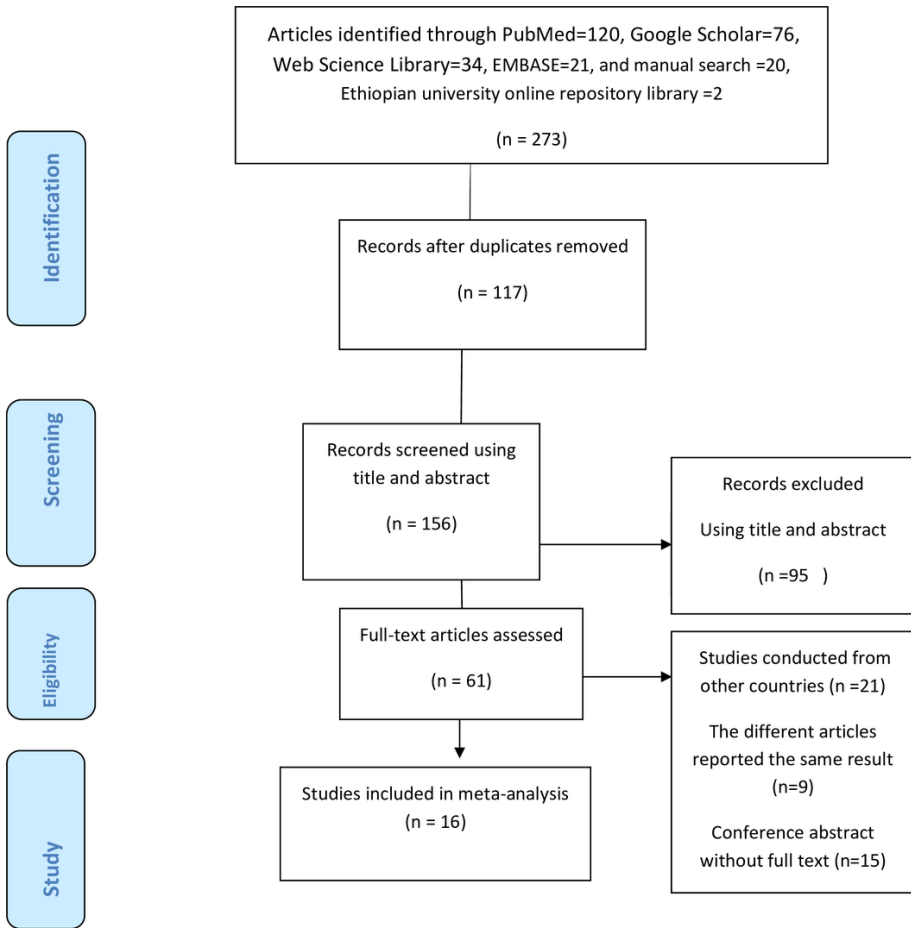 Articles identified through PubMed=120, Google Scholar=76,
Web Science Library=34, EMBASE=21, and manual search =20,
Ethiopian university online repository library =2
(n = 273)
Identification
Records after duplicates removed
(n = 117)
Screening
Records screened using
title and abstract
(n = 156)
Records excluded
Using title and abstract
(n =95   )
Eligibility
Full-text articles assessed
(n = 61)
Studies conducted from
other countries (n =21)
The different articles
reported the same result
(n=9)
Conference abstract
without full text (n=15)
Study
Studies included in meta-analysis
(n = 16)